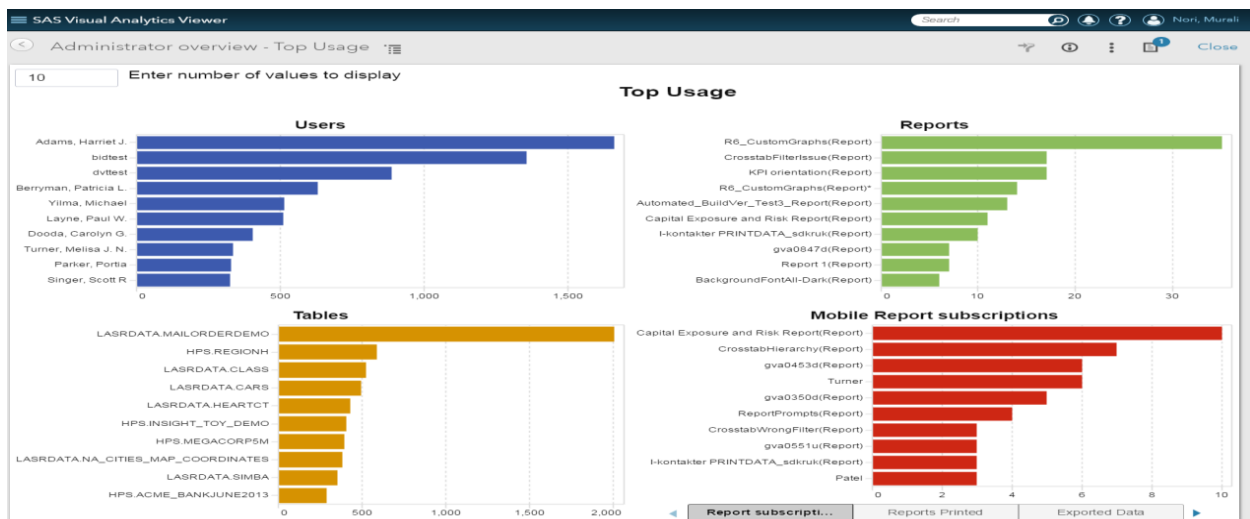 SAS Visual Analytics Viewer
Search
Nori, Murali
Administrator overview - Top Usage
1
Close
10
Enter number of values to display
Top Usage
Users
Adams, Harriet J.
bidtest
dvttest
Berryman, Patricia L.
Yilma, Michael
Layne, Paul W.
Dooda, Carolyn G.
Turner, Melisa J. N.
Parker, Portia
Singer, Scott R
0 500 1,000 1,500
Reports
R6_CustomGraphs(Report)
CrosstabFilterIssue(Report)
KPI orientation(Report)
R6_CustomGraphs(Report)*
Automated_BuildVer_Test3_Report(Report)
Capital Exposure and Risk Report(Report)
I-kontakter PRINTDATA_sdkruk(Report)
gva0847d(Report)
Report 1(Report)
BackgroundFontAll-Dark(Report)
0 10 20 30
Tables
LASRDATA.MAILORDERDEMO
HPS.REGIONH
LASRDATA.CLASS
LASRDATA.CARS
LASRDATA.HEARTCT
HPS.INSIGHT_TOY_DEMO
HPS.MEGACORP5M
LASRDATA.NA_CITIES_MAP_COORDINATES
LASRDATA.SIMBA
HPS.ACME_BANKJUNE2013
0 500 1,000 1,500 2,000
Mobile Report subscriptions
Capital Exposure and Risk Report(Report)
CrosstabHierarchy(Report)
gva0453d(Report)
Turner
gva0350d(Report)
ReportPrompts(Report)
CrosstabWrongFilter(Report)
gva0551u(Report)
I-kontakter PRINTDATA_sdkruk(Report)
Patel
0 2 4 6 8 10
Report subscripti... Reports Printed Exported Data